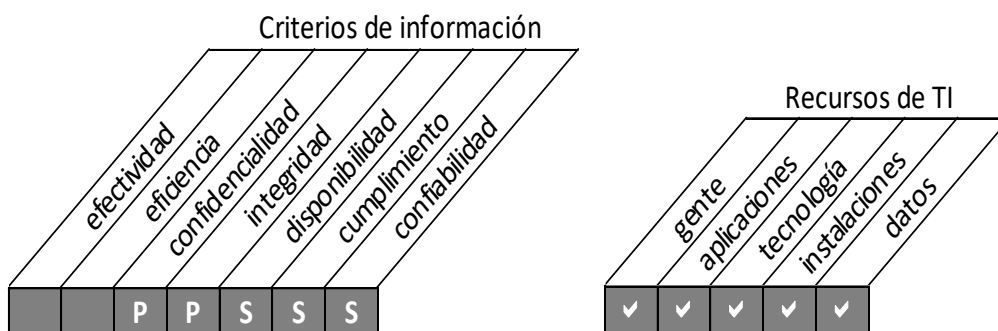 Criterios de información
efectividad
eficiencia
confidencialidad
integridad
disponibilidad
cumplimiento
confiabilidad
P P S S S
Recursos de TI
gente
aplicaciones
tecnología
instalaciones
datos